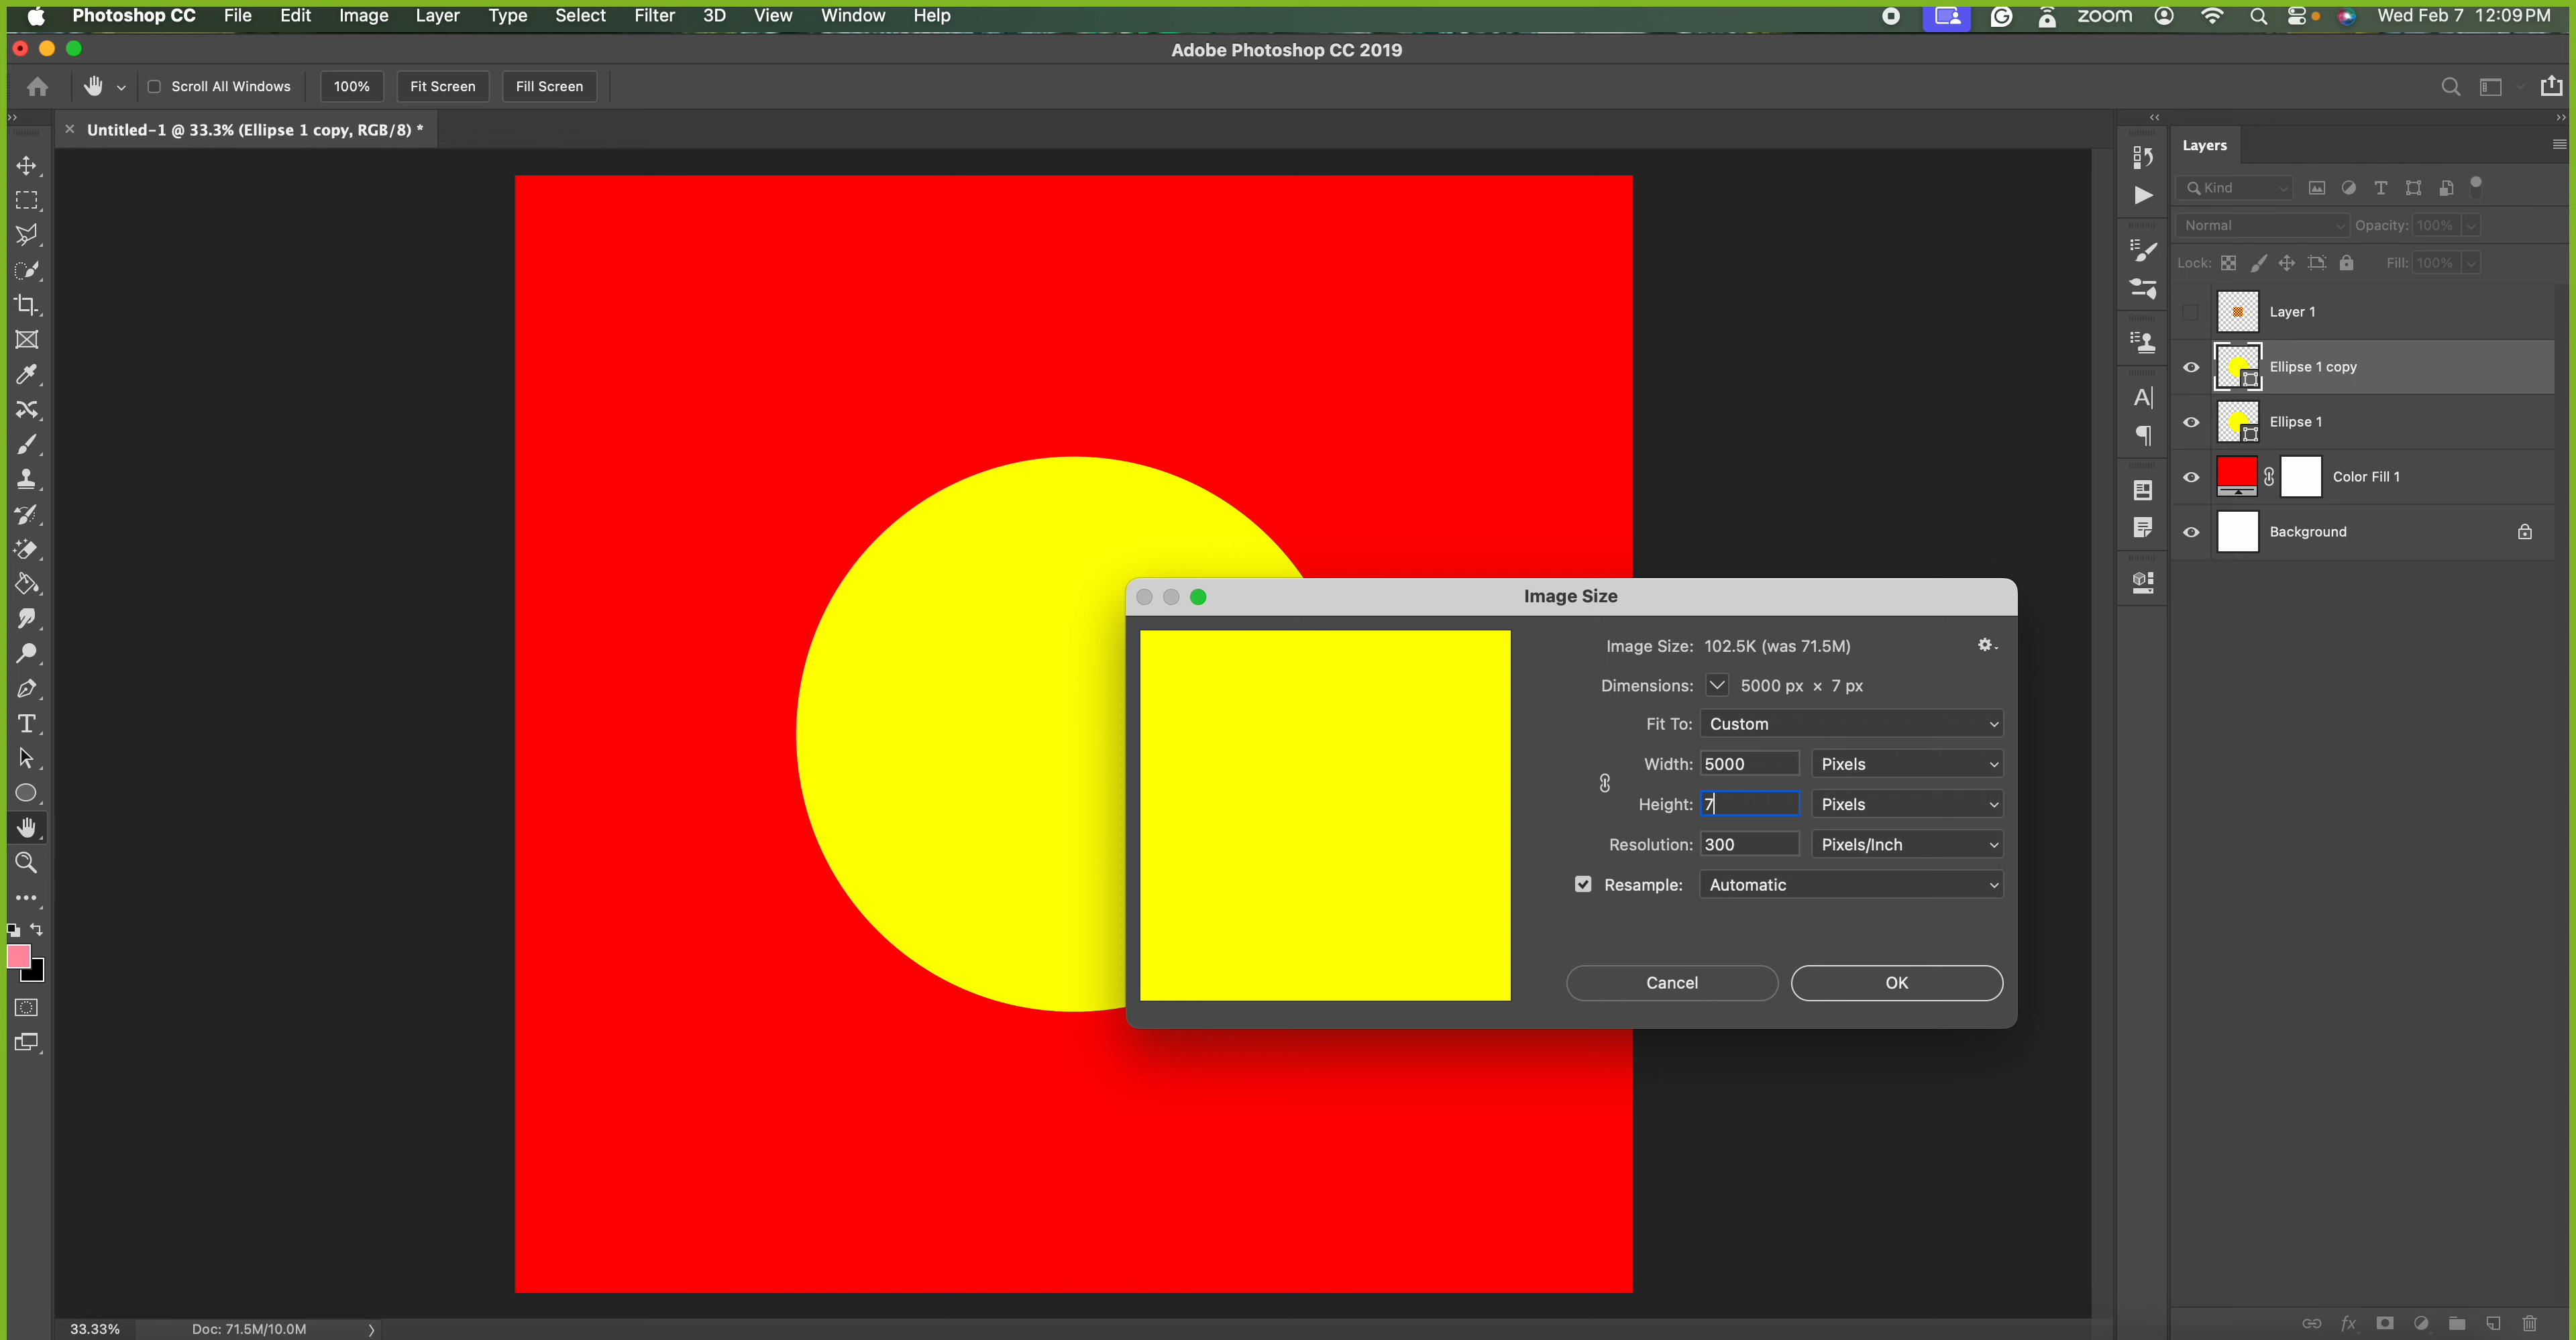 Photoshop CC File Edit Image Layer Type Select Filter 3D View Window Help zoom Wed Feb 7 12:09 PM
Adobe Photoshop CC 2019
Scroll All Windows 100% Fit Screen Fill Screen
Untitled-1 @ 33.3% (Ellipse 1 copy, RGB/8) *
Layers
Kind
Normal Opacity: 100%
Lock: Fill: 100%
Layer 1
Ellipse 1 copy
Ellipse 1
Color Fill 1
Background
Image Size
Image Size: 102.5K (was 71.5M)
Dimensions: 5000 px × 7 px
Fit To: Custom
Width: 5000 Pixels
Height: 7 Pixels
Resolution: 300 Pixels/Inch
Resample: Automatic
Cancel OK
33.33% Doc: 71.5M/10.0M
fx